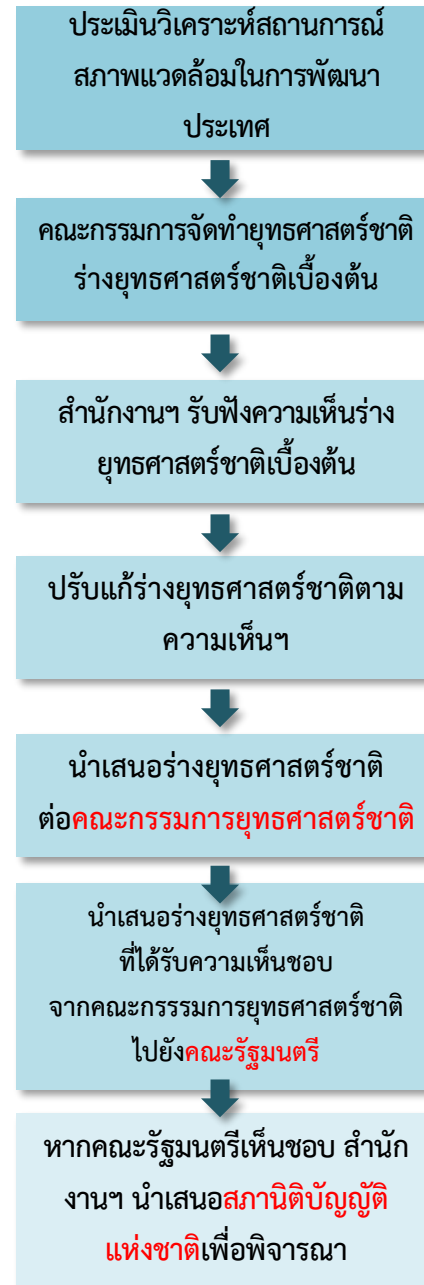 ประเมินวิเคราะห์สถานการณ์
สภาพแวดล้อมในการพัฒนา
ประเทศ
คณะกรรมการจัดทำยุทธศาสตร์ชาติ
ร่างยุทธศาสตร์ชาติเบื้องต้น
สำนักงานฯ รับฟังความเห็นร่าง
ยุทธศาสตร์ชาติเบื้องต้น
ปรับแก้ร่างยุทธศาสตร์ชาติตาม
ความเห็นฯ
นำเสนอร่างยุทธศาสตร์ชาติ
ต่อคณะกรรมการยุทธศาสตร์ชาติ
นำเสนอร่างยุทธศาสตร์ชาติ
ที่ได้รับความเห็นชอบ
จากคณะกรรรมการยุทธศาสตร์ชาติ
ไปยังคณะรัฐมนตรี
หากคณะรัฐมนตรีเห็นชอบ สำนัก
งานฯ นำเสนอสภานิติบัญญัติ
แห่งชาติเพื่อพิจารณา